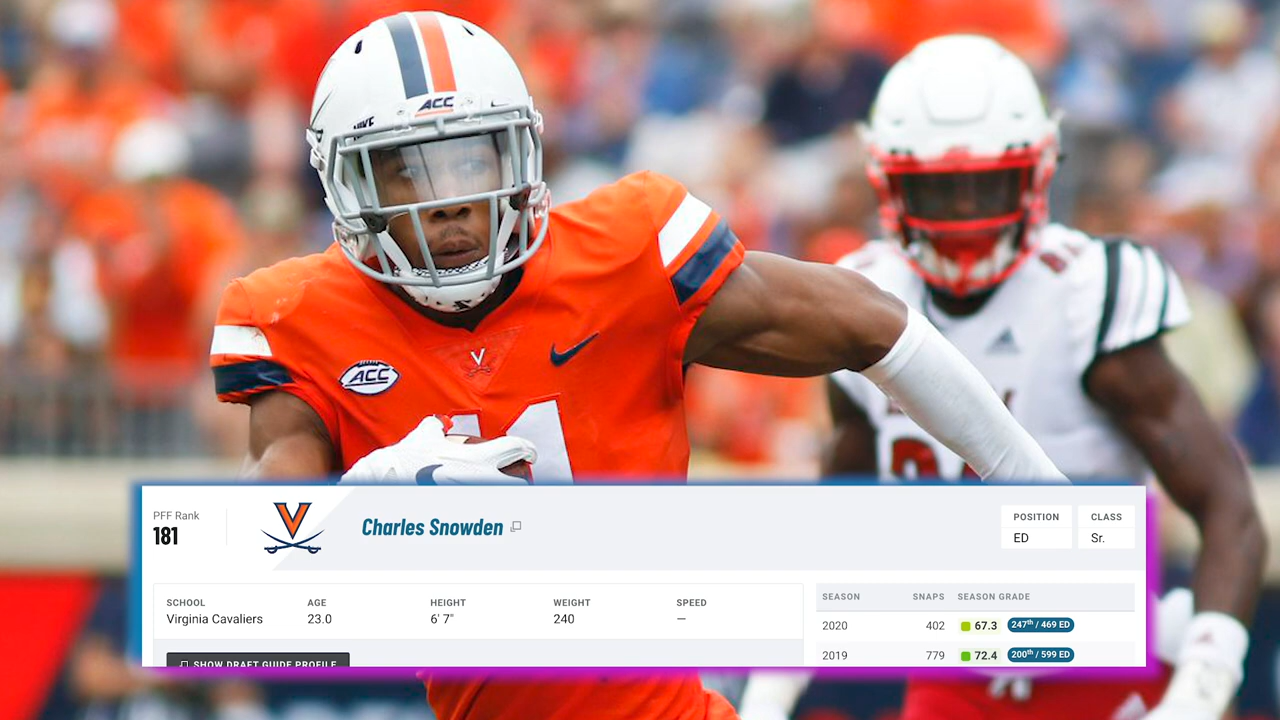 ACC
NIKE
ACC
V
11
PFF Rank
181
Charles Snowden
POSITION
ED
CLASS
Sr.
SCHOOL
Virginia Cavaliers
AGE
23.0
HEIGHT
6' 7"
WEIGHT
240
SPEED
—
SHOW DRAFT GUIDE PROFILE
SEASON SNAPS SEASON GRADE
2020 402 67.3 247th / 469 ED
2019 779 72.4 200th / 599 ED